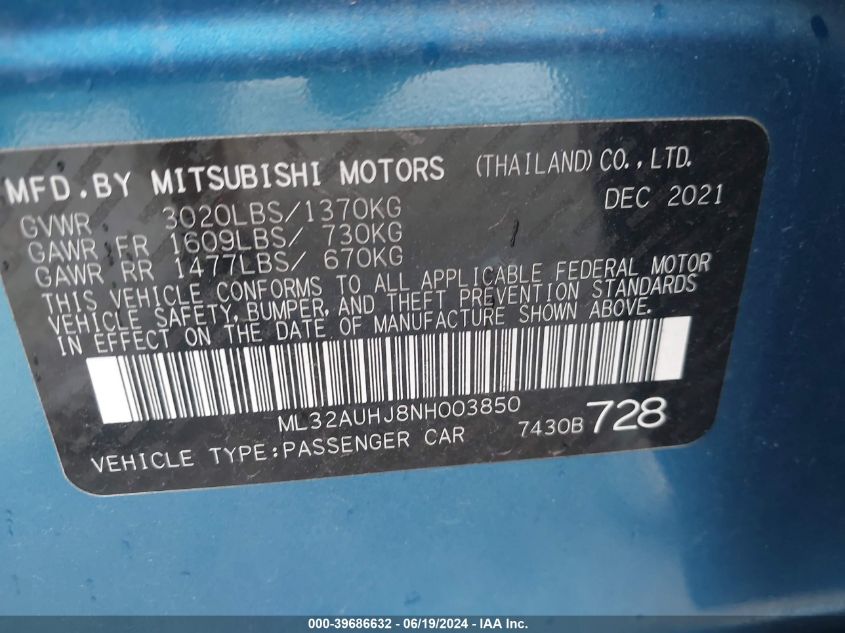 MFD.BY MITSUBISHI MOTORS (THAILAND) CO.,LTD.
GVWR 3020LBS/1370KG DEC 2021
GAWR FR 1609LBS/ 730KG
GAWR RR 1477LBS/ 670KG
THIS VEHICLE CONFORMS TO ALL APPLICABLE FEDERAL MOTOR
VEHICLE SAFETY, BUMPER, AND THEFT PREVENTION STANDARDS
IN EFFECT ON THE DATE OF MANUFACTURE SHOWN ABOVE.
ML32AUHJ8NH003850
VEHICLE TYPE:PASSENGER CAR 7430B 728
000-39686632 - 06/19/2024 - IAA Inc.